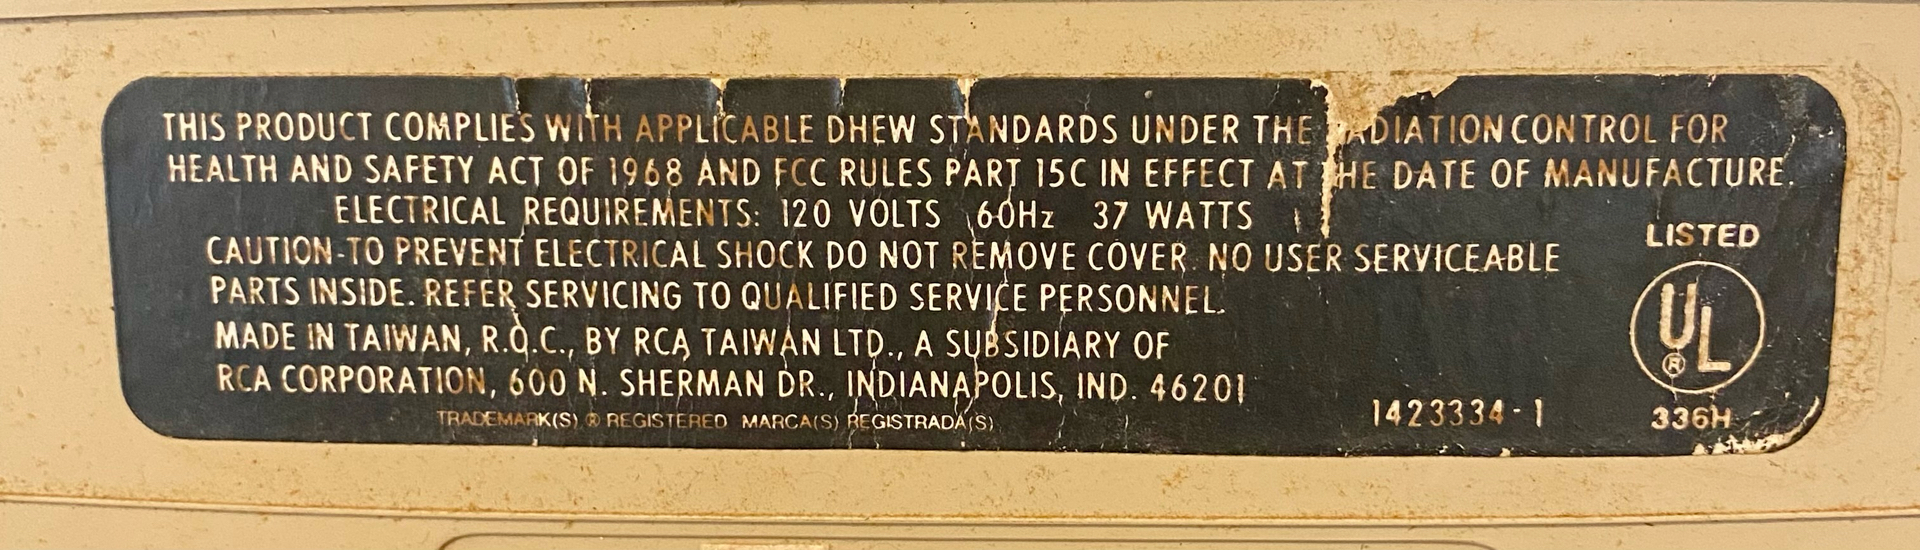 THIS PRODUCT COMPLIES WITH APPLICABLE DHEW STANDARDS UNDER THE RADIATION CONTROL FOR
HEALTH AND SAFETY ACT OF 1968 AND FCC RULES PART 15C IN EFFECT AT THE DATE OF MANUFACTURE.
ELECTRICAL REQUIREMENTS: 120 VOLTS 60Hz 37 WATTS
CAUTION-TO PREVENT ELECTRICAL SHOCK DO NOT REMOVE COVER. NO USER SERVICEABLE
PARTS INSIDE. REFER SERVICING TO QUALIFIED SERVICE PERSONNEL.
MADE IN TAIWAN, R.O.C., BY RCA TAIWAN LTD., A SUBSIDIARY OF
RCA CORPORATION, 600 N. SHERMAN DR., INDIANAPOLIS, IND. 46201
TRADEMARK(S) ® REGISTERED MARCA(S) REGISTRADA(S)
1423334-1
LISTED
UL
®
336H